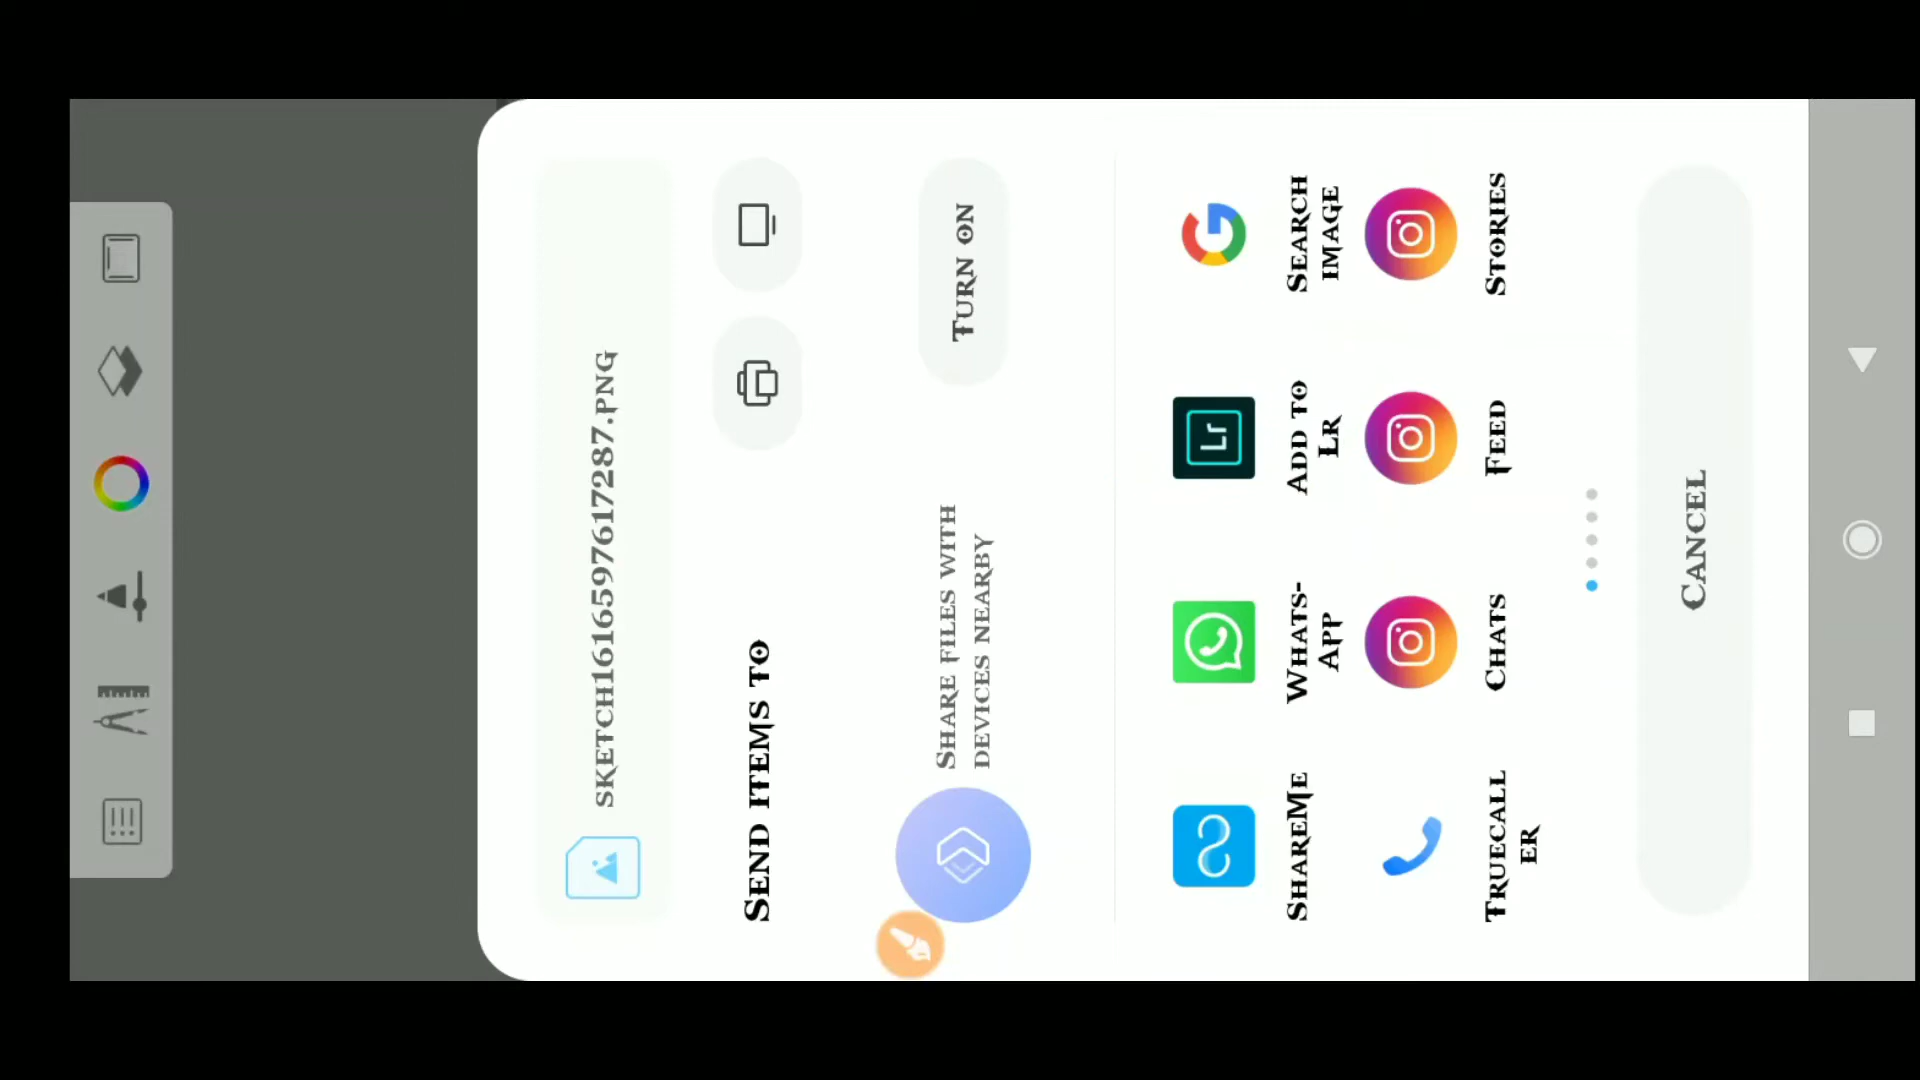 sketch1616597617287.png
Send items to
Share files with
devices nearby
Turn on
ShareMe
Whats-
App
Add to
Lr
Search
image
Truecall
er
Chats
Feed
Stories
Cancel